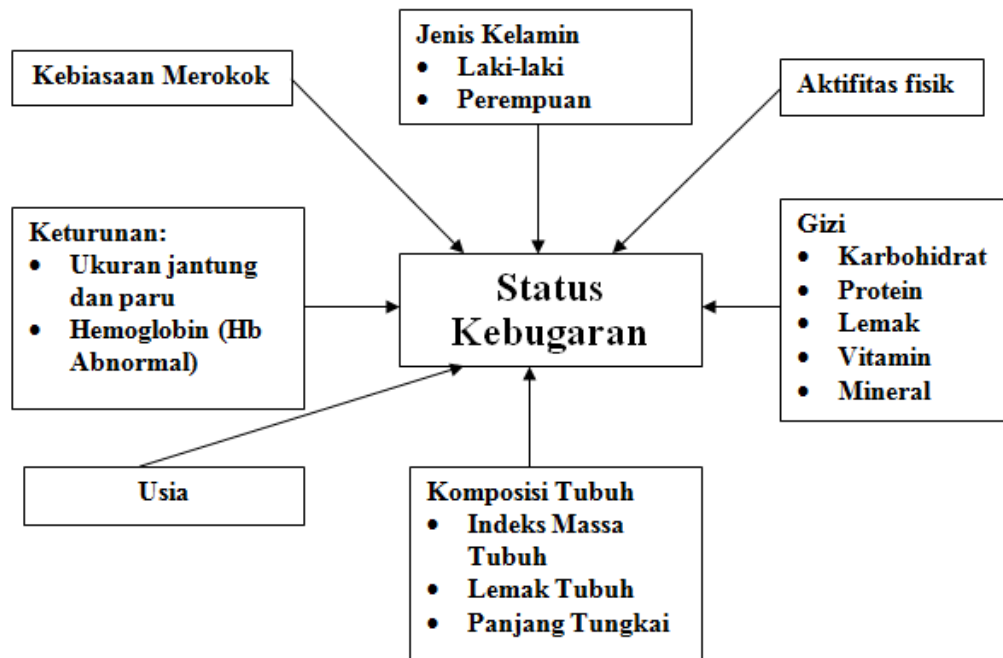 Jenis Kelamin
• Laki-laki
• Perempuan
Kebiasaan Merokok
Aktifitas fisik
Keturunan:
• Ukuran jantung
dan paru
• Hemoglobin (Hb
Abnormal)
Status
Kebugaran
Gizi
• Karbohidrat
• Protein
• Lemak
• Vitamin
• Mineral
Usia
Komposisi Tubuh
• Indeks Massa
Tubuh
• Lemak Tubuh
• Panjang Tungkai